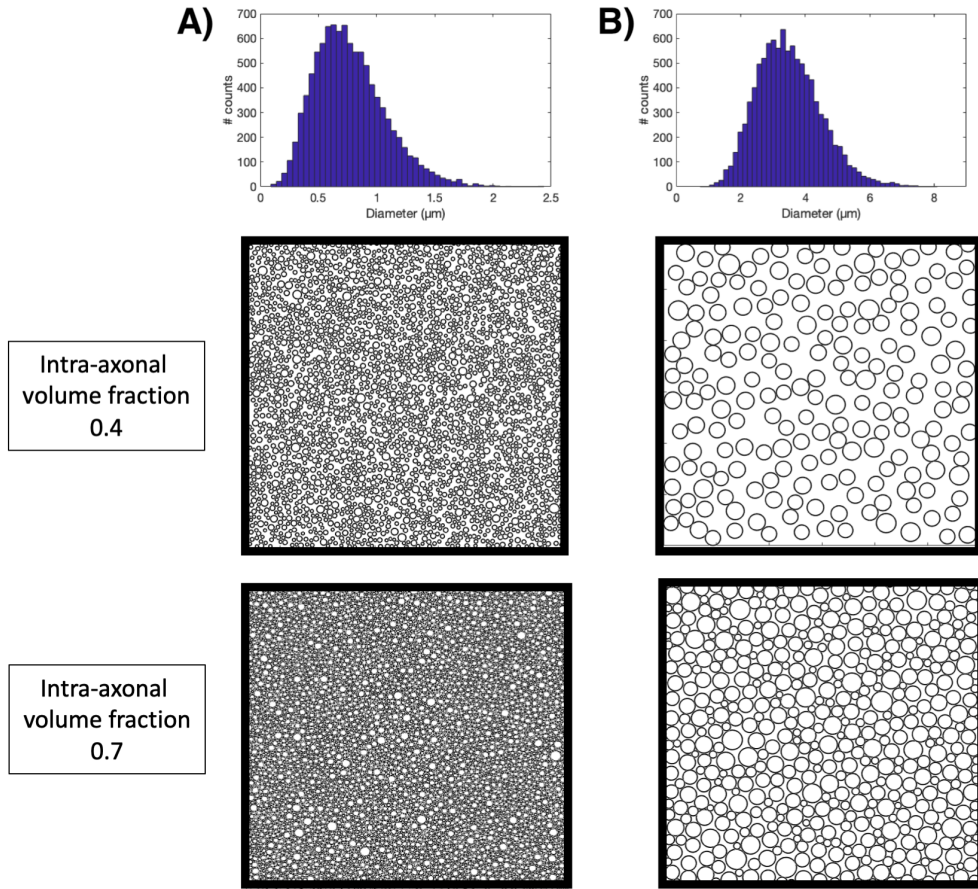 A)
700
600
500
400
300
200
100
0
# counts
0
0.5
1
1.5
2
2.5
Diameter (µm)
B)
700
600
500
400
300
200
100
0
# counts
0
2
4
6
8
Diameter (µm)
Intra-axonal
volume fraction
0.4
Intra-axonal
volume fraction
0.7